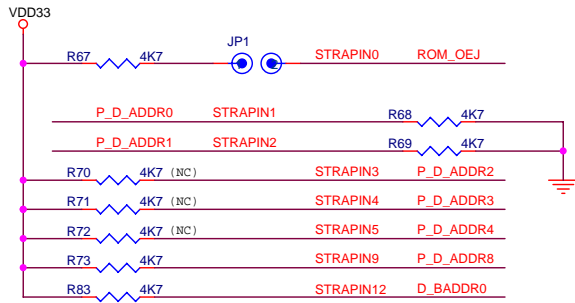 VDD33
R67 4K7 JP1 STRAPIN0 ROM_OEJ
P_D_ADDR0 STRAPIN1 R68 4K7
P_D_ADDR1 STRAPIN2 R69 4K7
R70 4K7 (NC) STRAPIN3 P_D_ADDR2
R71 4K7 (NC) STRAPIN4 P_D_ADDR3
R72 4K7 (NC) STRAPIN5 P_D_ADDR4
R73 4K7 STRAPIN9 P_D_ADDR8
R83 4K7 STRAPIN12 D_BADDR0